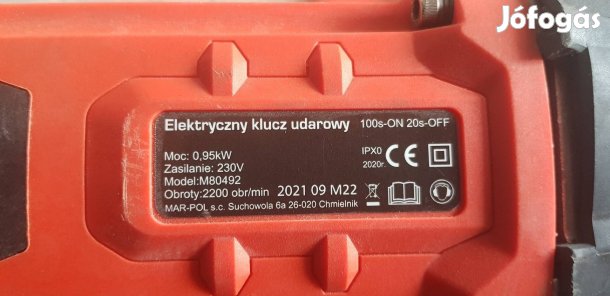 Jófogás
Elektryczny klucz udarowy 100s-ON 20s-OFF
Moc: 0,95kW
Zasilanie: 230V
Model:M80492
Obroty:2200 obr/min 2021 09 M22
MAR-POL s.c. Suchowola 6a 26-020 Chmielnik
IPX0
2020r.
CE